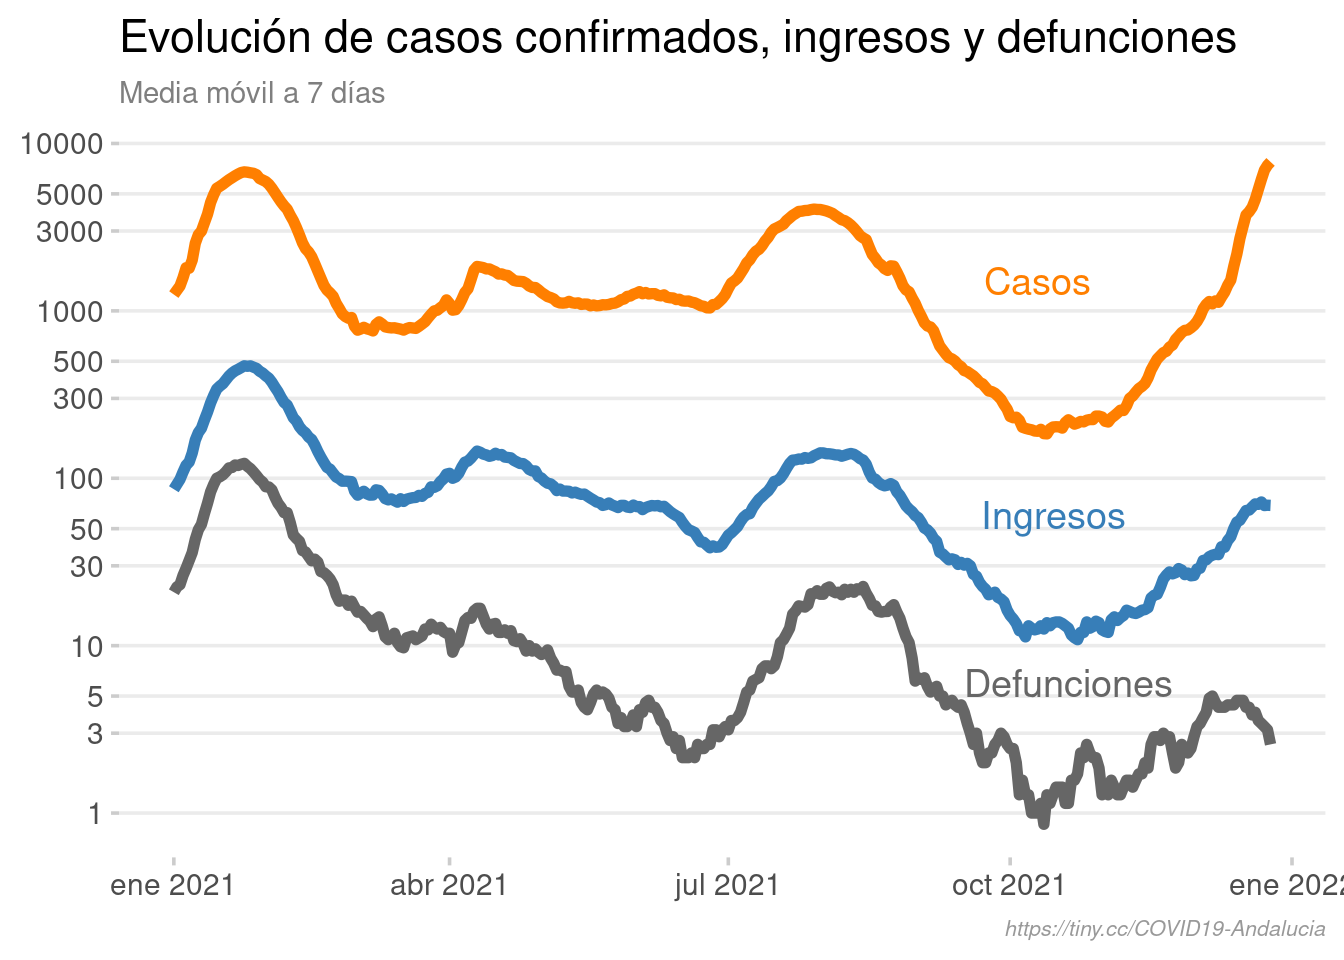 Evolución de casos confirmados, ingresos y defunciones
Media móvil a 7 días
10000
5000
3000
1000
500
300
100
50
30
10
5
3
1
Casos
Ingresos
Defunciones
ene 2021 abr 2021 jul 2021 oct 2021 ene 2022
https://tiny.cc/COVID19-Andalucia